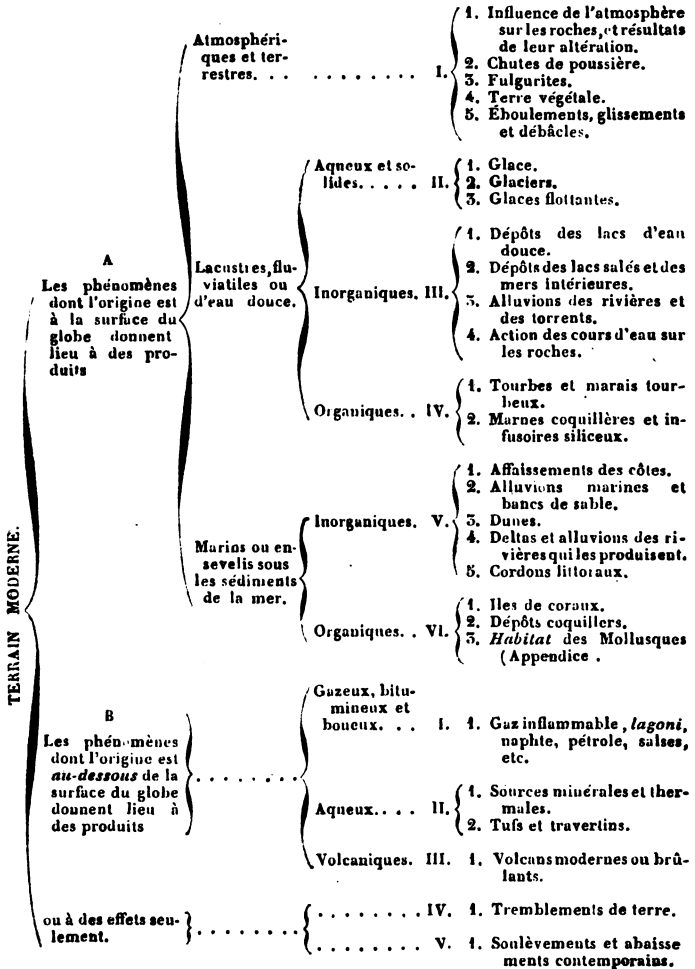 TERRAIN MODERNE.
A
Les phénomènes
dont l'origine est
à la surface du
globe donnent
lieu à des pro-
duits
Atmosphéri-
ques et ter-
restres. . . . . . . . . . . I.
1. Influence de l'atmosphère
sur les roches, et résultats
de leur altération.
2. Chutes de poussière.
3. Fulgurites.
4. Terre végétale.
5. Éboulements, glissements
et débâcles.
Lacustres, flu-
viatiles ou
d'eau douce.
Aqueux et so-
lides. . . . . II.
1. Glace.
2. Glaciers.
3. Glaces flottantes.
Inorganiques. III.
1. Dépôts des lacs d'eau
douce.
2. Dépôts des lacs salés et des
mers intérieures.
3. Alluvions des rivières et
des torrents.
4. Action des cours d'eau sur
les roches.
Organiques. . IV.
1. Tourbes et marais tour-
beux.
2. Marnes coquillères et in-
fusoires siliceux.
Marins ou en-
sevelis sous
les sédiments
de la mer.
Inorganiques. V.
1. Affaissements des côtes.
2. Alluvions marines et
bancs de sable.
3. Dunes.
4. Deltas et alluvions des ri-
vières qui les produisent.
5. Cordons littoraux.
Organiques. . VI.
1. Iles de coraux.
2. Dépôts coquillers.
3. Habitat des Mollusques
(Appendice .
B
Les phénomènes
dont l'origine est
au-dessous de la
surface du globe
donnent lieu à
des produits
. . . . . . .
Gazeux, bitu-
mineux et
boueux. . . I.
1. Gaz inflammable, lagoni,
naphte, pétrole, salses,
etc.
Aqueux. . . . II.
1. Sources minérales et ther-
males.
2. Tufs et travertins.
Volcaniques. III.
1. Volcans modernes ou brû-
lants.
ou à des effets seu-
lement.
. . . . . . .
. . . . . . . . IV. 1. Tremblements de terre.
. . . . . . . . V. 1. Soulèvements et abaisse
ments contemporains.